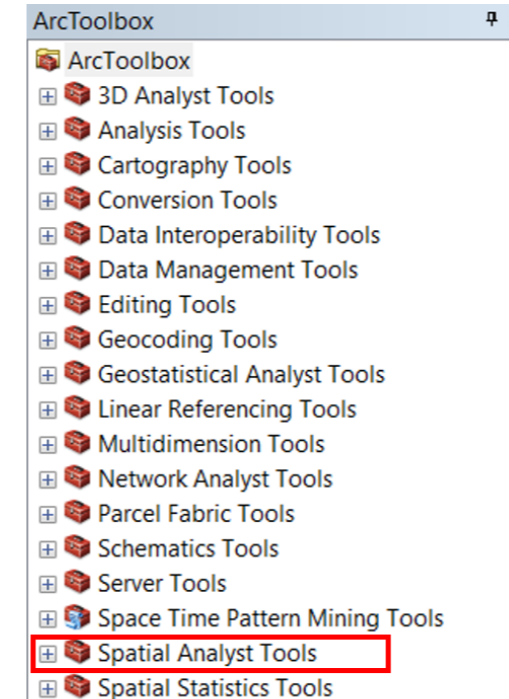 ArcToolbox
ArcToolbox
3D Analyst Tools
Analysis Tools
Cartography Tools
Conversion Tools
Data Interoperability Tools
Data Management Tools
Editing Tools
Geocoding Tools
Geostatistical Analyst Tools
Linear Referencing Tools
Multidimension Tools
Network Analyst Tools
Parcel Fabric Tools
Schematics Tools
Server Tools
Space Time Pattern Mining Tools
Spatial Analyst Tools
Spatial Statistics Tools